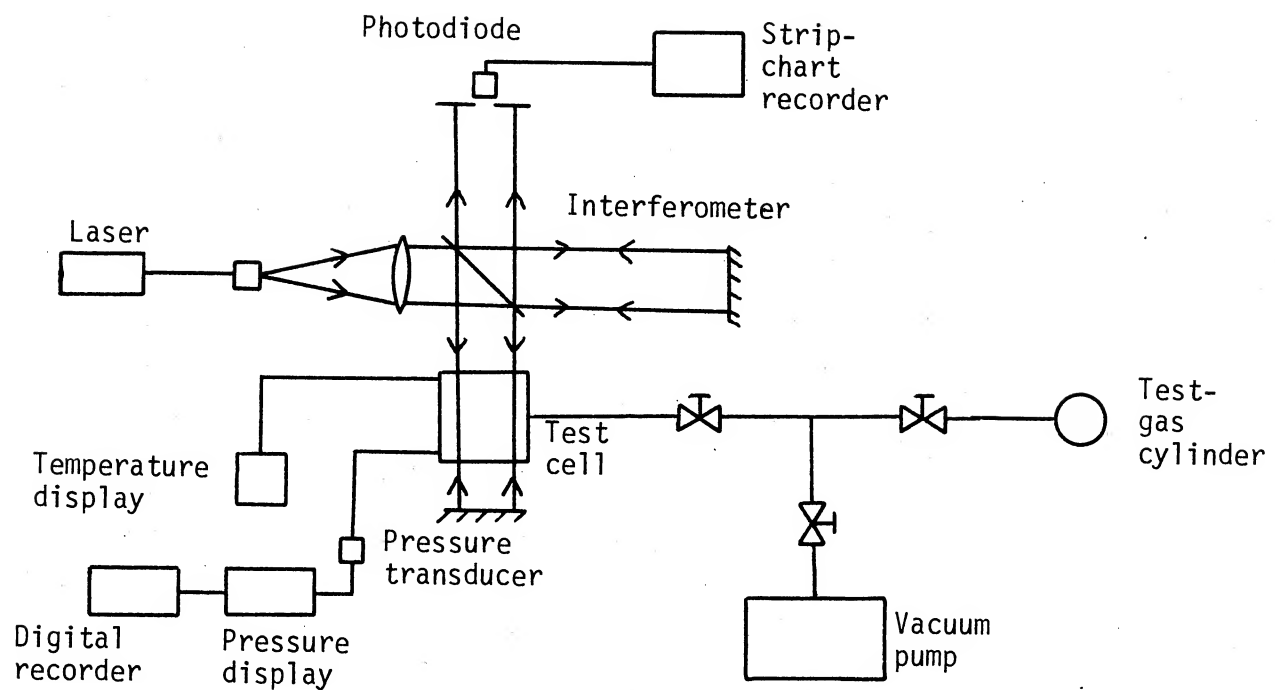 Photodiode
Strip-
chart
recorder
Interferometer
Laser
Test-
gas
cylinder
Test
cell
Temperature
display
Pressure
transducer
Digital
recorder
Pressure
display
Vacuum
pump